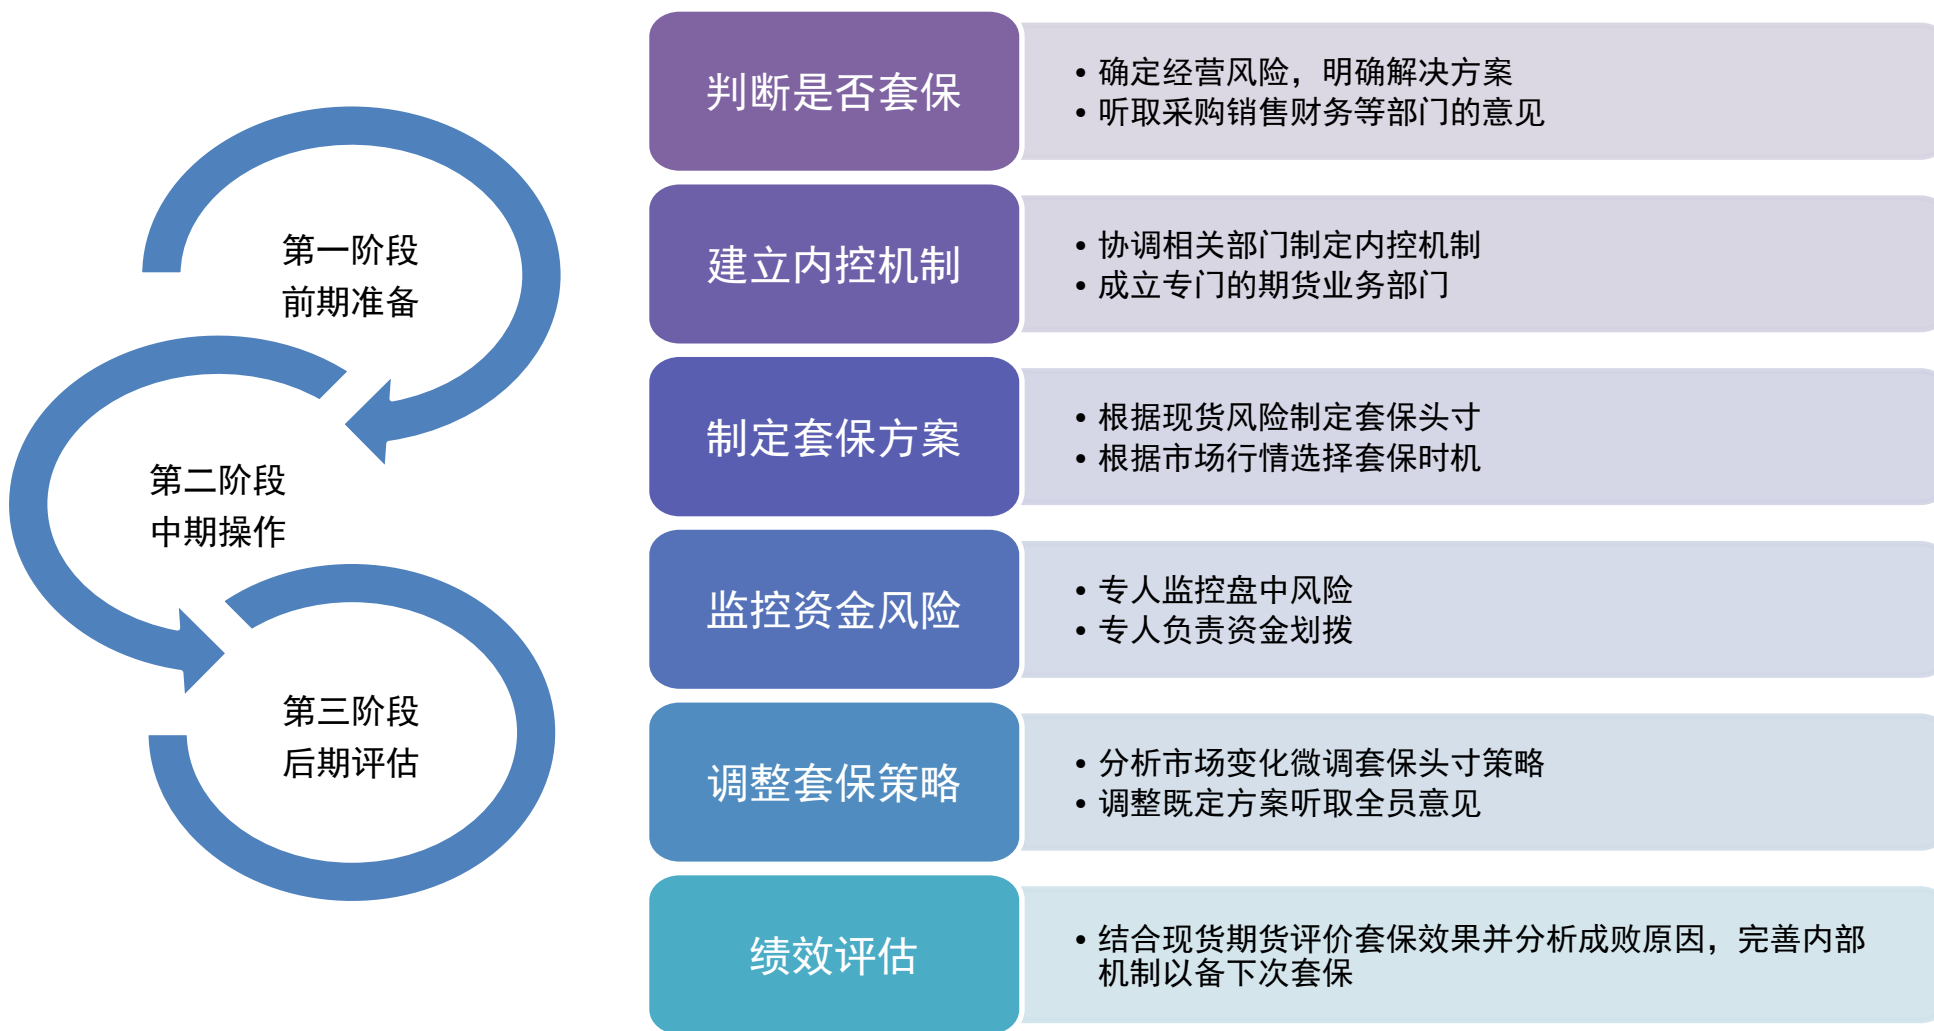 第一阶段
前期准备
第二阶段
中期操作
第三阶段
后期评估
判断是否套保
• 确定经营风险，明确解决方案
• 听取采购销售财务等部门的意见
建立内控机制
• 协调相关部门制定内控机制
• 成立专门的期货业务部门
制定套保方案
• 根据现货风险制定套保头寸
• 根据市场行情选择套保时机
监控资金风险
• 专人监控盘中风险
• 专人负责资金划拨
调整套保策略
• 分析市场变化微调套保头寸策略
• 调整既定方案听取全员意见
绩效评估
• 结合现货期货评价套保效果并分析成败原因，完善内部
机制以备下次套保